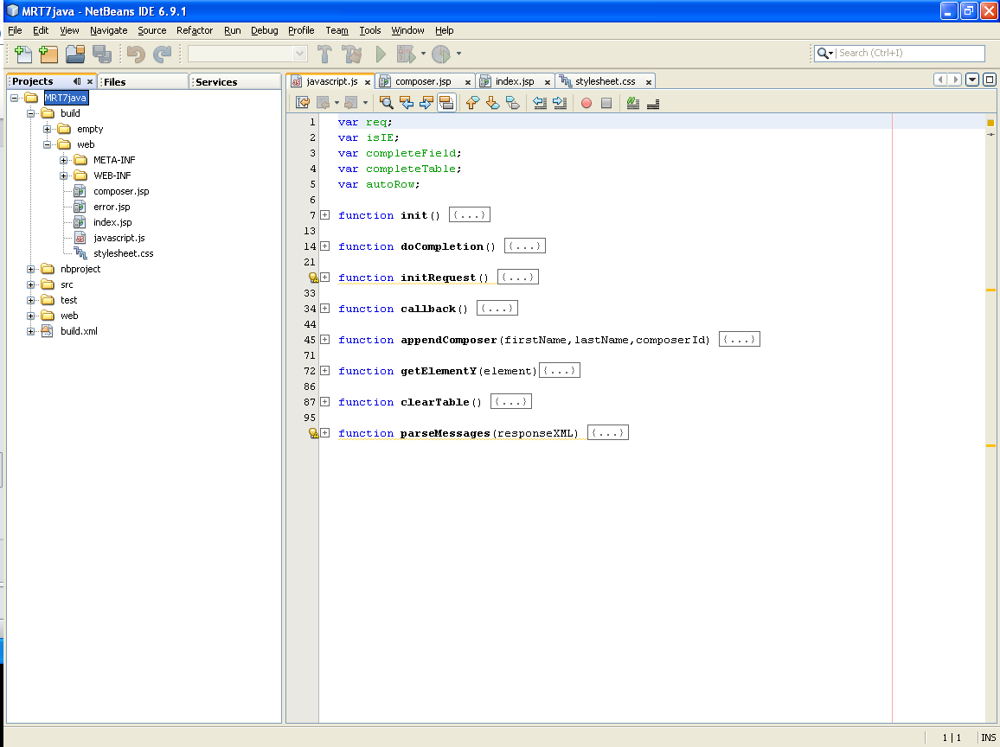 MRT7java - NetBeans IDE 6.9.1
File Edit View Navigate Source Refactor Run Debug Profile Team Tools Window Help
Search (Ctrl+I)
Projects Files Services
MRT7java
build
empty
web
META-INF
WEB-INF
composer.jsp
error.jsp
index.jsp
javascript.js
stylesheet.css
nbproject
src
test
web
build.xml
javascript.js composer.jsp index.jsp stylesheet.css
1 var req;
2 var isIE;
3 var completeField;
4 var completeTable;
5 var autoRow;
6
7 function init() {...}
13
14 function doCompletion() {...}
21
function initRequest() {...}
33
34 function callback() {...}
44
45 function appendComposer(firstName,lastName,composerId) {...}
71
72 function getElementY(element){...}
86
87 function clearTable() {...}
95
function parseMessages(responseXML) {...}
1 | 1 INS